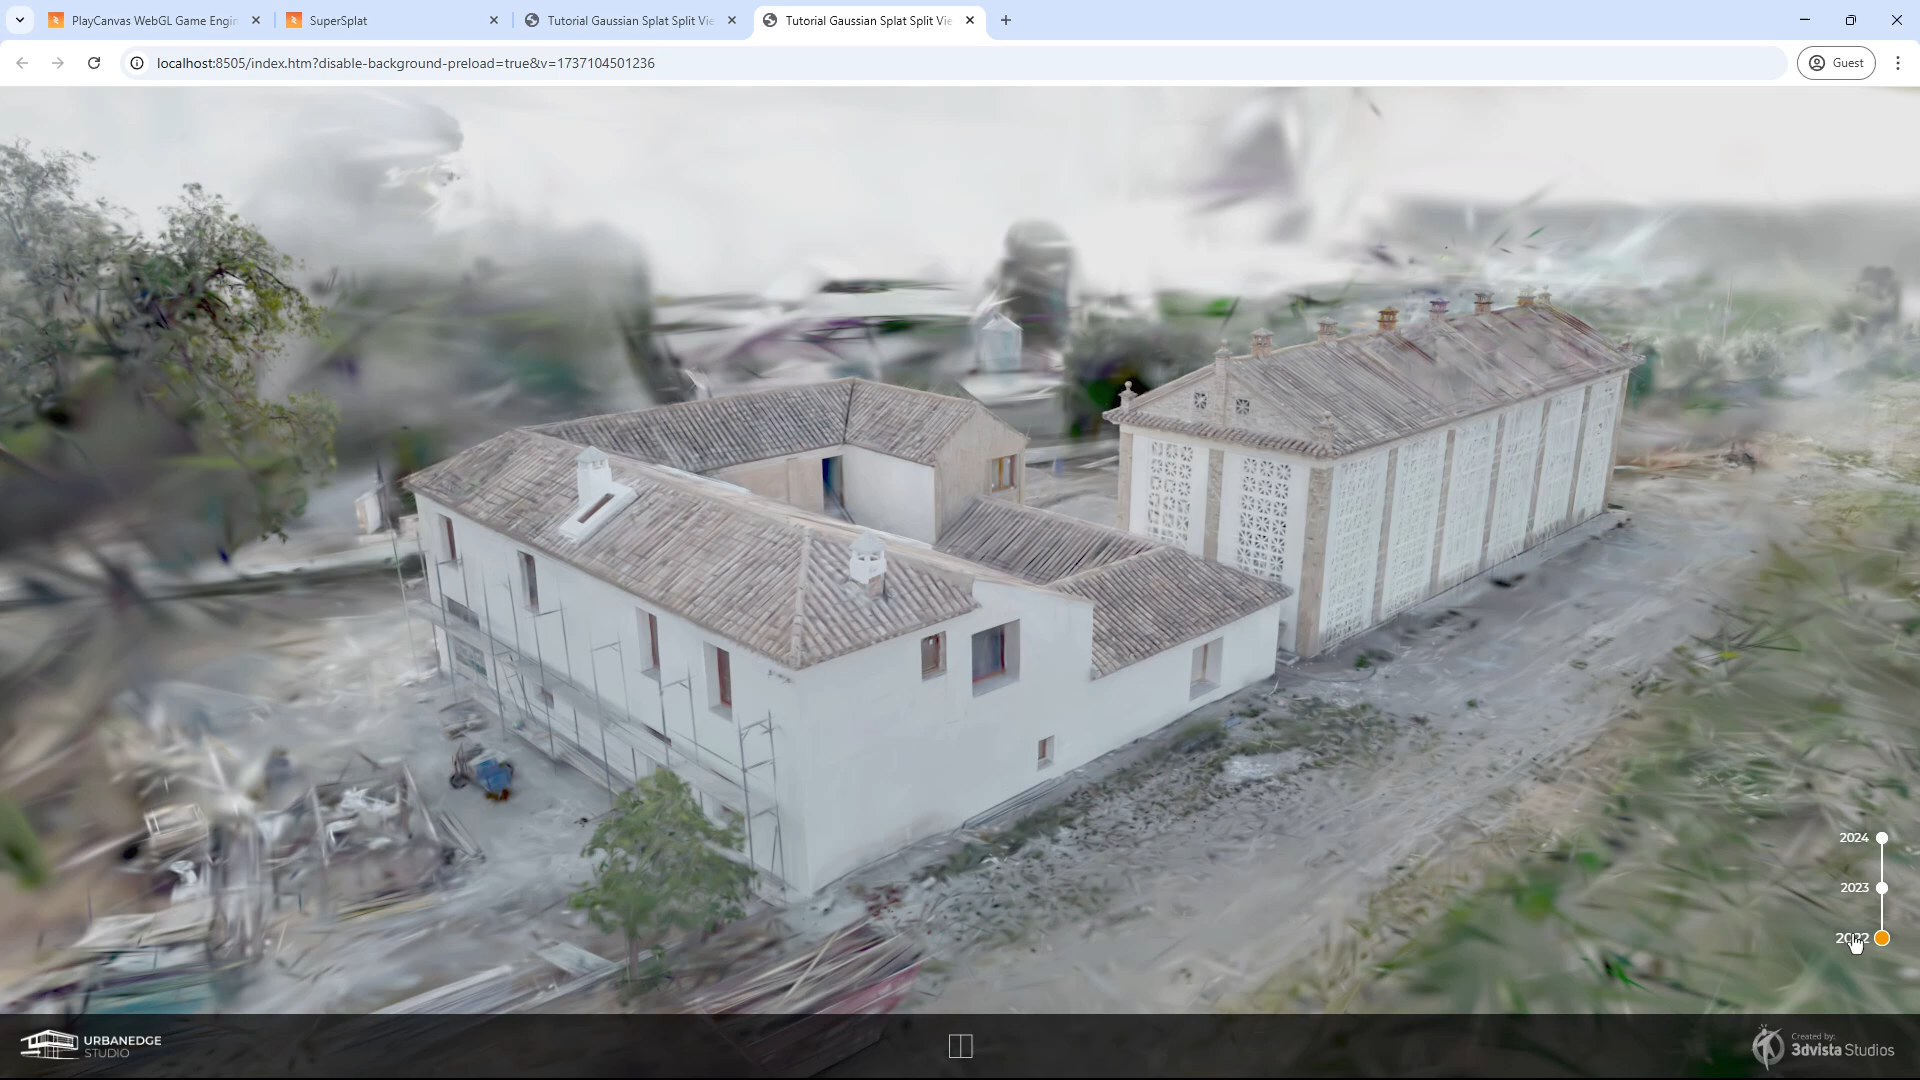 PlayCanvas WebGL Game Engin
SuperSplat
Tutorial Gaussian Splat Split Vie
Tutorial Gaussian Splat Split Vie
localhost:8505/index.htm?disable-background-preload=true&v=1737104501236
Guest
2024
2023
2022
URBANEDGE
STUDIO
Created by:
3dvista Studios